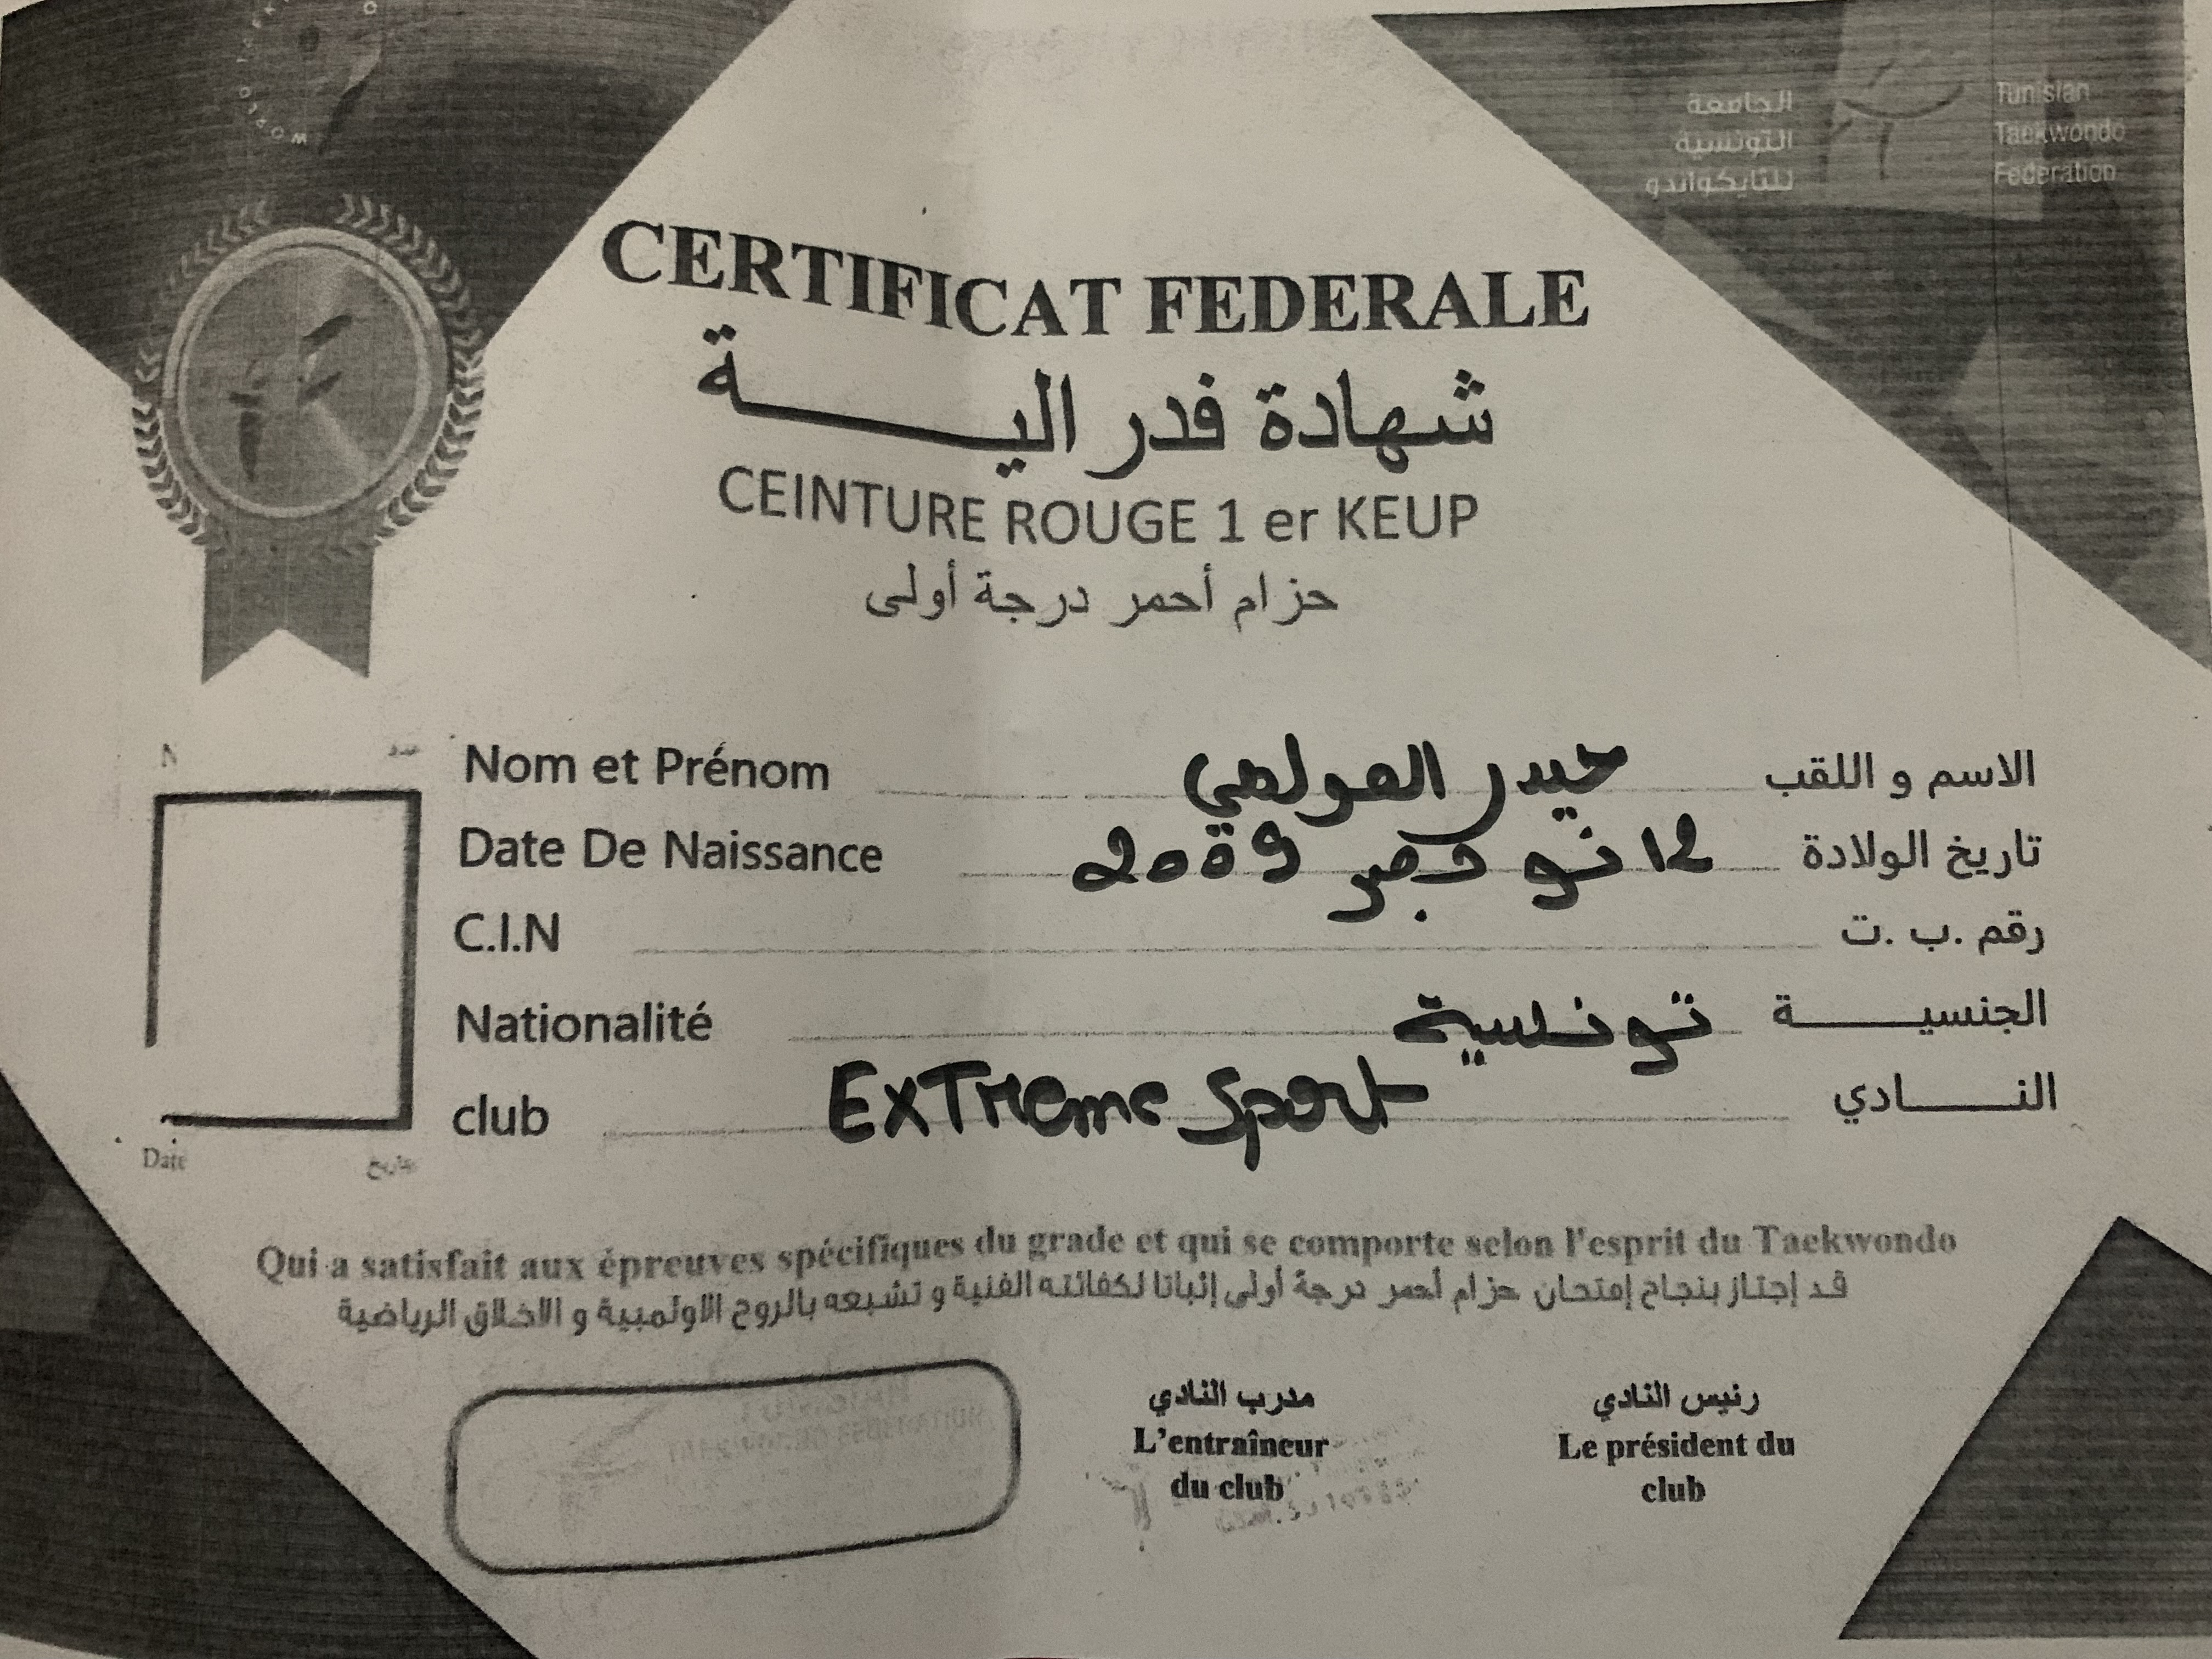 الجامعة
التونسية
للتايكواندو
Tunisian
Taekwondo
Federation
WORLD
CERTIFICAT FEDERALE
شهادة فدراليـــــة
CEINTURE ROUGE 1 er KEUP
حزام أحمر درجة أولى
Nom et Prénom حيدر العولمي الاسم و اللقب
Date De Naissance 12 نوفمبر 2009 تاريخ الولادة
C.I.N رقم .ب .ت
Nationalité تونسية الجنسيـــــة
club ExTreme Sport النـــــادي
Date تاريخ
Qui a satisfait aux épreuves spécifiques du grade et qui se comporte selon l'esprit du Taekwondo
قد إجتاز بنجاح إمتحان حزام أحمر درجة أولى إثباتا لكفائته الفنية و تشبعه بالروح الاولمبية و الاخلاق الرياضية
مدرب النادي
L'entraîneur
du club
رئيس النادي
Le président du
club